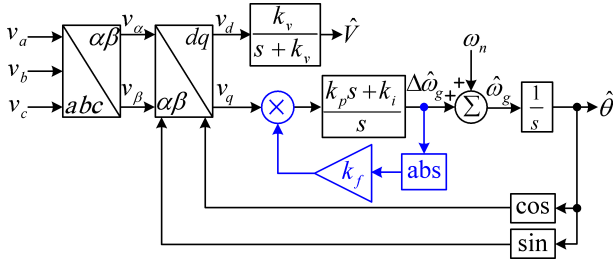 v_a
v_b
v_c
αβ
abc
v_α
v_β
dq
αβ
v_d
v_q
k_v
s + k_v
V̂
×
k_p s + k_i
s
Δω̂_g
+
+
ω_n
Σ
ω̂_g
1
s
θ̂
k_f
abs
cos
sin